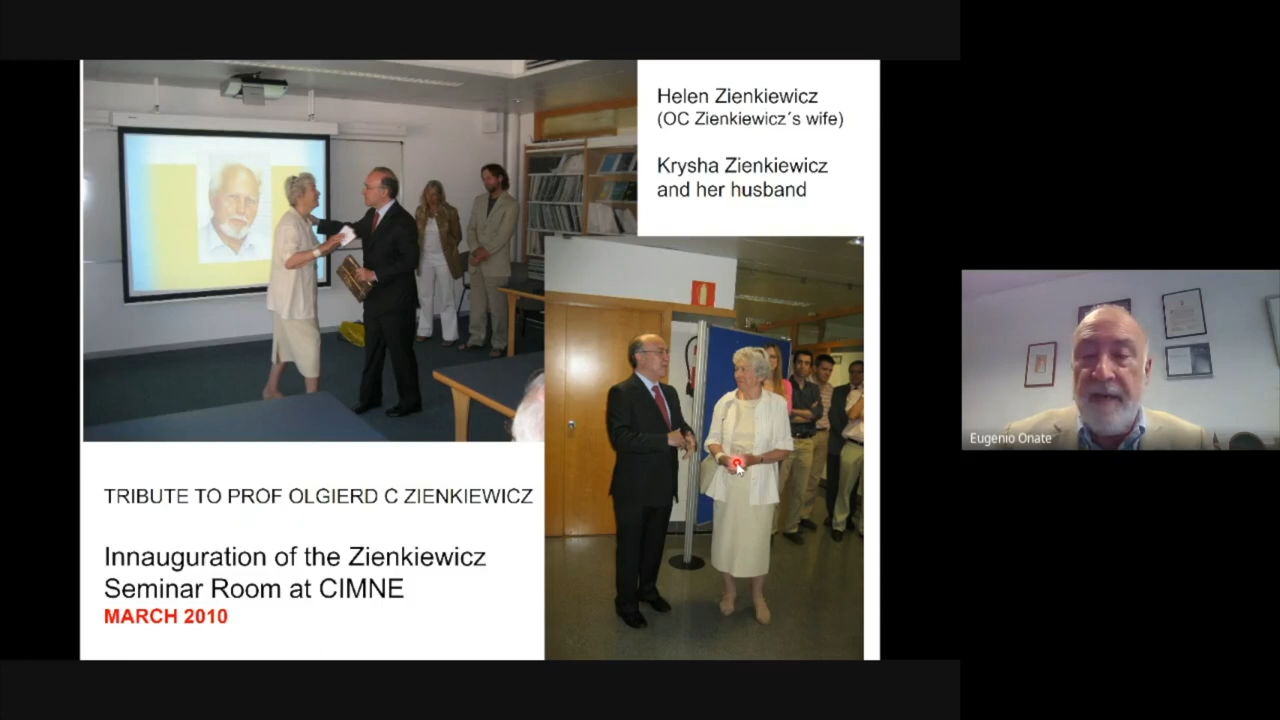 Helen Zienkiewicz
(OC Zienkiewicz´s wife)
Krysha Zienkiewicz
and her husband
TRIBUTE TO PROF OLGIERD C ZIENKIEWICZ
Innauguration of the Zienkiewicz
Seminar Room at CIMNE
MARCH 2010
Eugenio Onate